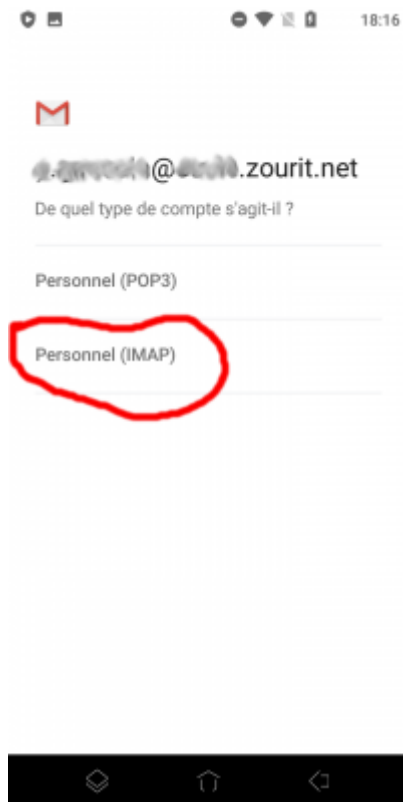 18:16
@
.zourit.net
De quel type de compte s'agit-il ?
Personnel (POP3)
Personnel (IMAP)